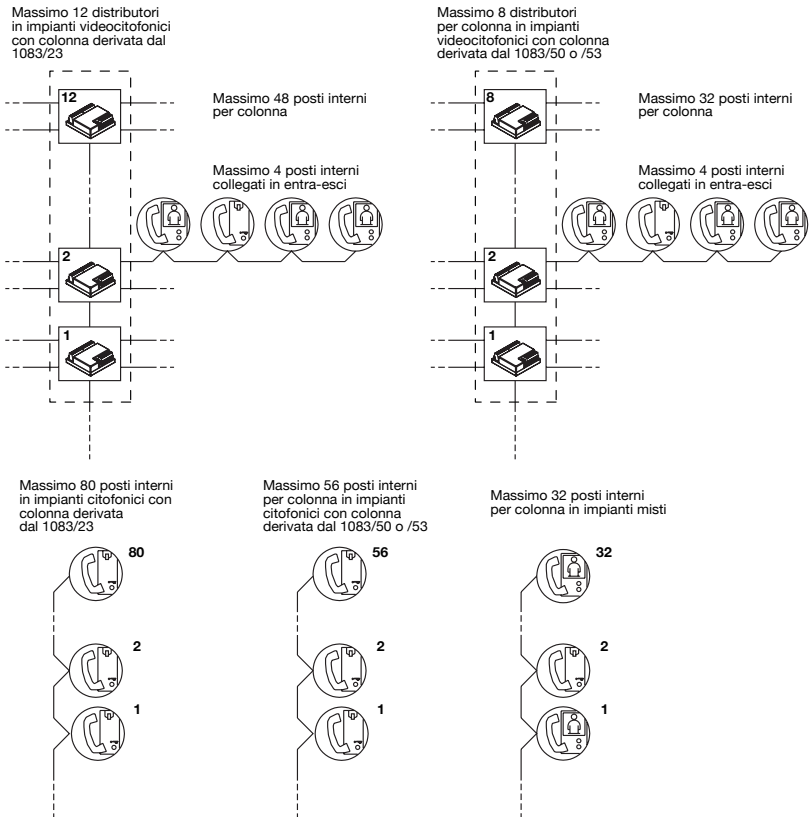 Massimo 12 distributori
in impianti videocitofonici
con colonna derivata dal
1083/23
12
Massimo 48 posti interni
per colonna
Massimo 4 posti interni
collegati in entra-esci
2
1
Massimo 8 distributori
per colonna in impianti
videocitofonici con colonna
derivata dal 1083/50 o /53
8
Massimo 32 posti interni
per colonna
Massimo 4 posti interni
collegati in entra-esci
2
1
Massimo 80 posti interni
in impianti citofonici con
colonna derivata
dal 1083/23
80
2
1
Massimo 56 posti interni
per colonna in impianti
citofonici con colonna
derivata dal 1083/50 o /53
56
2
1
Massimo 32 posti interni
per colonna in impianti misti
32
2
1